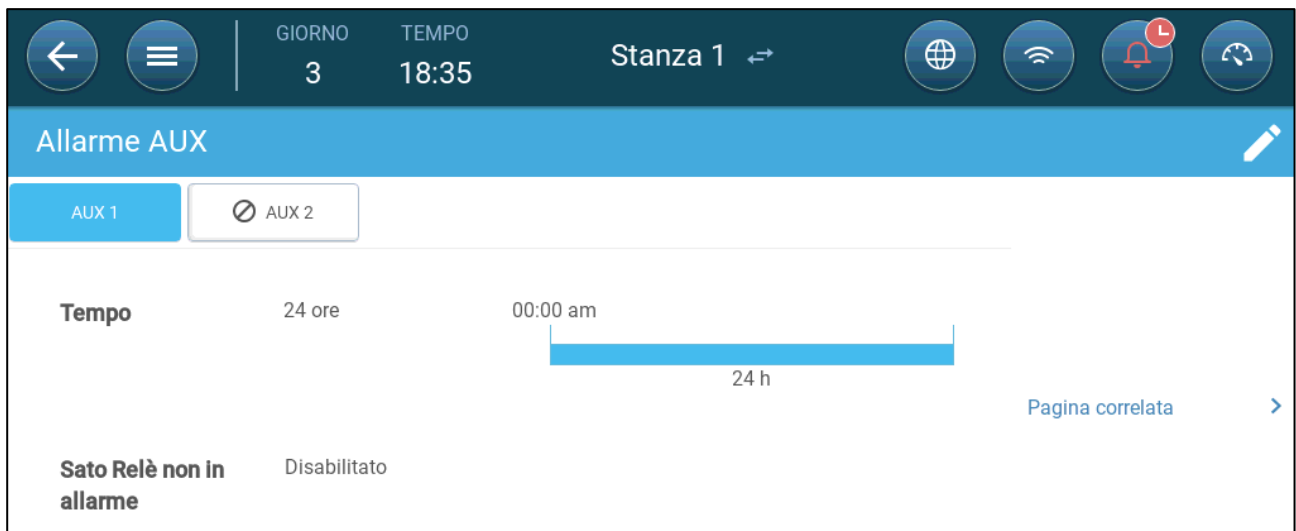 GIORNO TEMPO
3 18:35 Stanza 1
Allarme AUX
AUX 1 AUX 2
Tempo 24 ore 00:00 am
24 h
Pagina correlata
Sato Relè non in Disabilitato
allarme